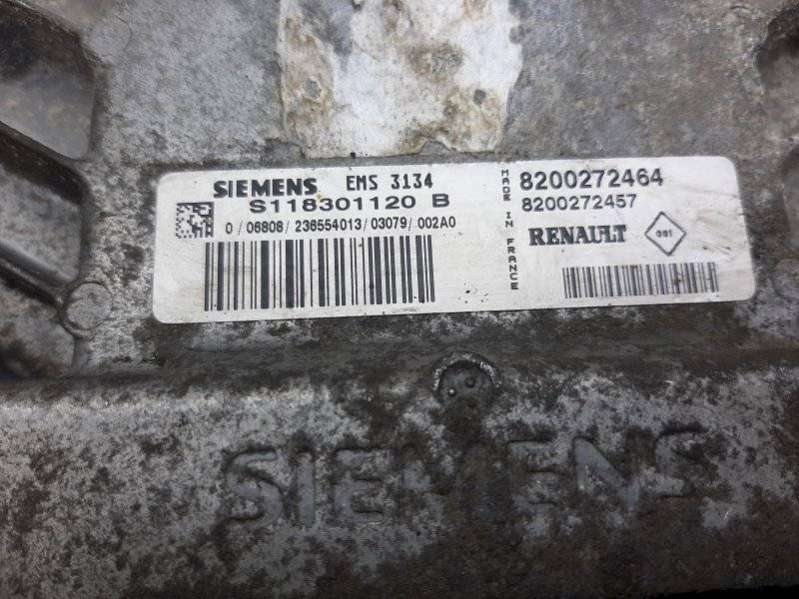 SIEMENS EMS 3134
S118301120 B
0 / 06808 / 236554013 / 03079 / 002A0
MADE IN FRANCE
8200272464
8200272457
RENAULT
SIEMENS